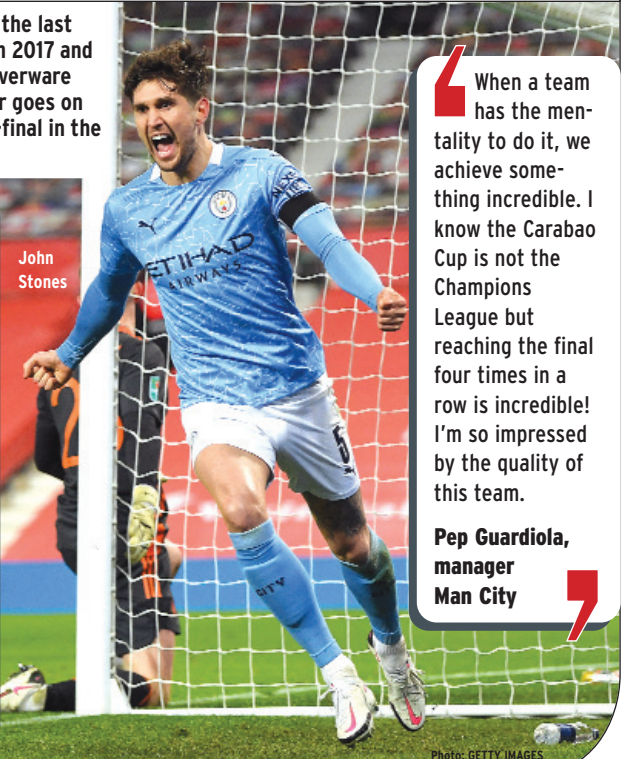 the last
n 2017 and
verware
r goes on
-final in the
John
Stones
When a team
has the men-
tality to do it, we
achieve some-
thing incredible. I
know the Carabao
Cup is not the
Champions
League but
reaching the final
four times in a
row is incredible!
I'm so impressed
by the quality of
this team.
Pep Guardiola,
manager
Man City
ETIHAD
AIRWAYS
NEXEN
5
CITY
Photo: GETTY IMAGES